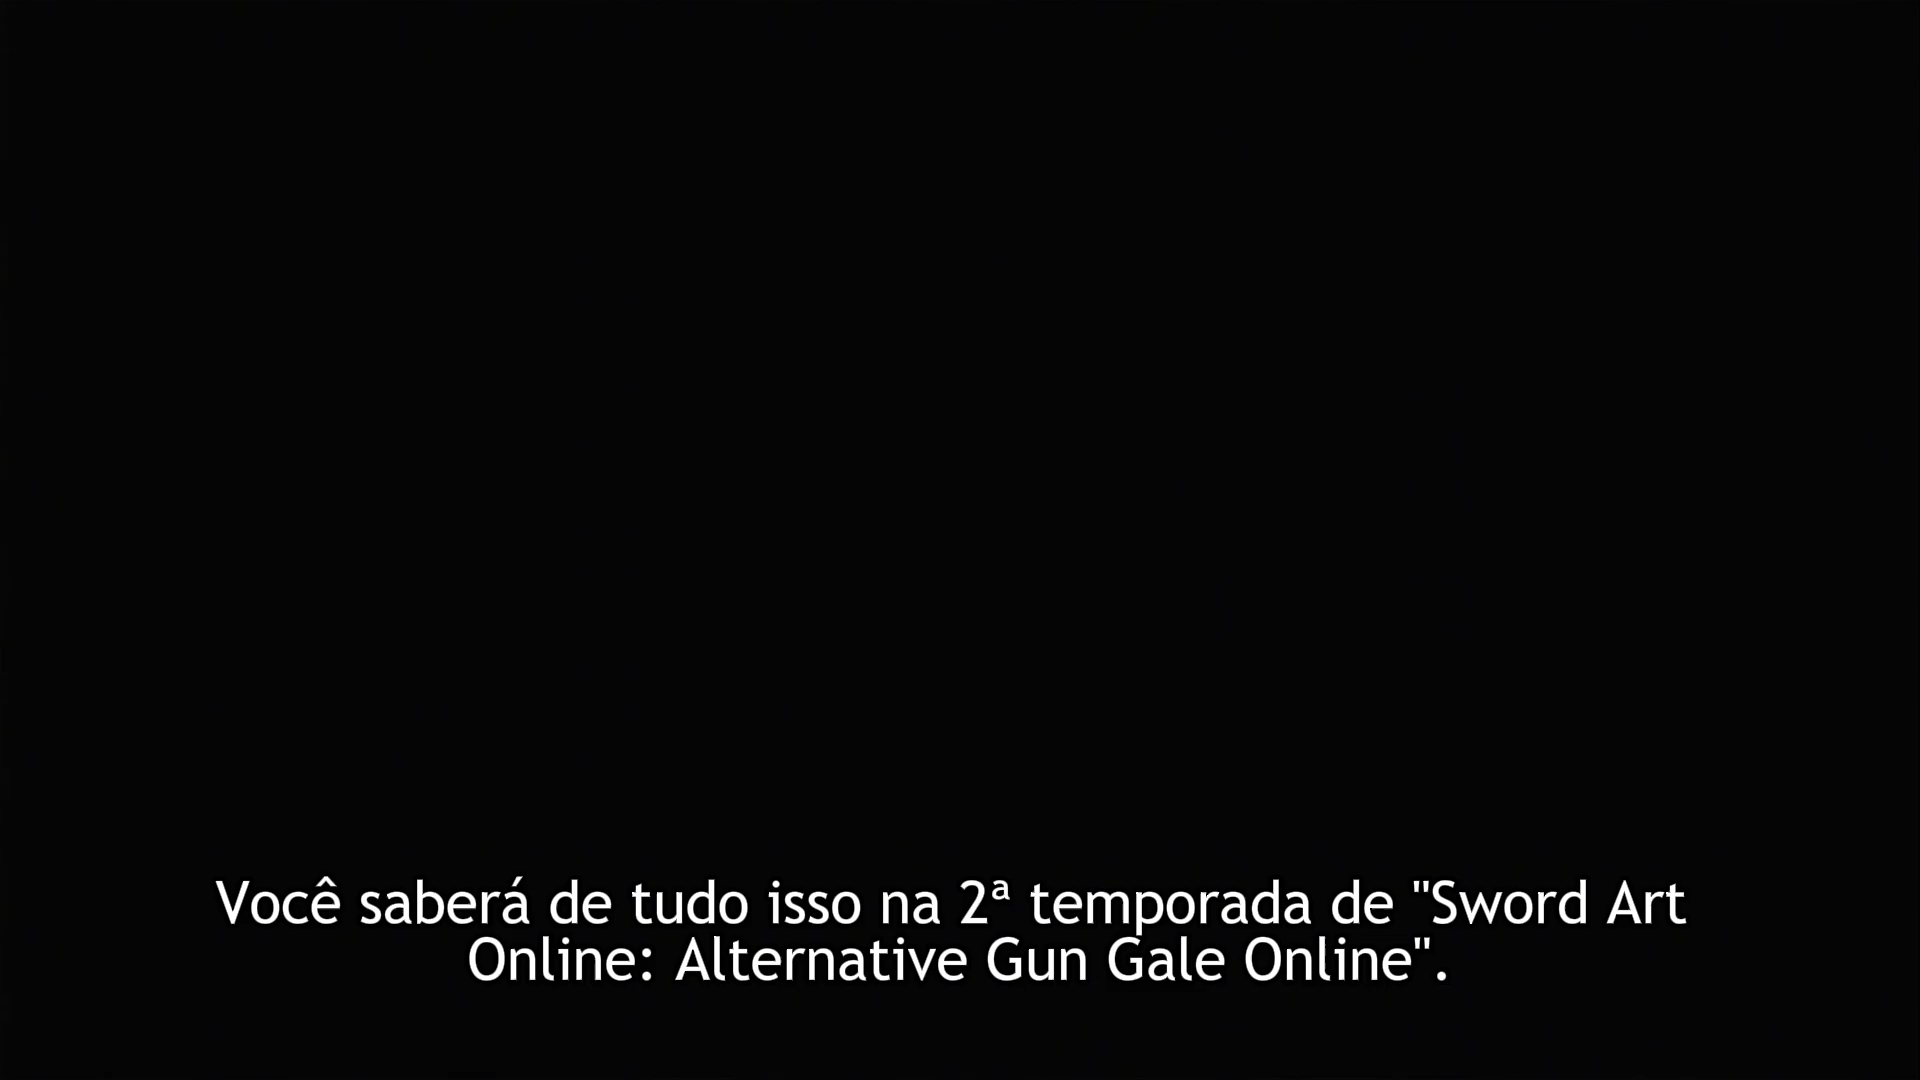 Você saberá de tudo isso na 2ª temporada de "Sword Art
Online: Alternative Gun Gale Online".